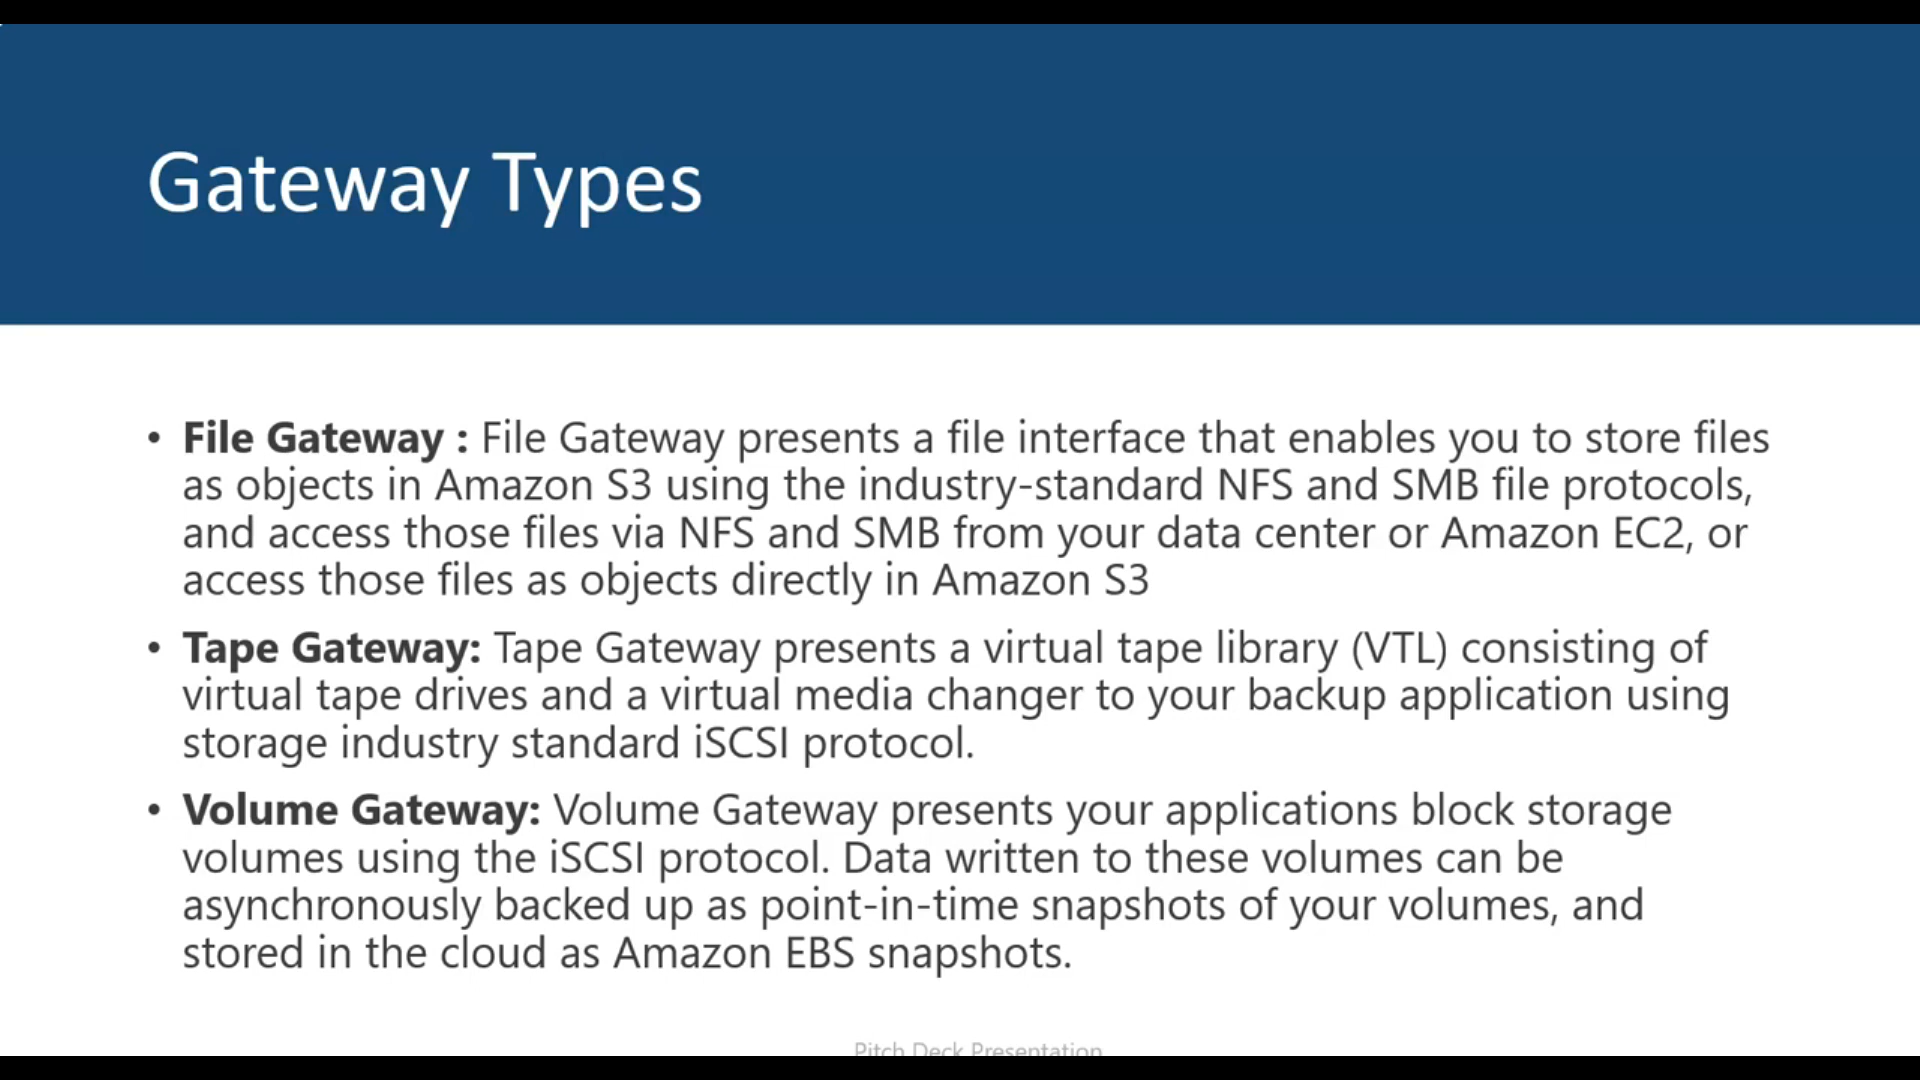 Gateway Types
• File Gateway : File Gateway presents a file interface that enables you to store files
as objects in Amazon S3 using the industry-standard NFS and SMB file protocols,
and access those files via NFS and SMB from your data center or Amazon EC2, or
access those files as objects directly in Amazon S3
• Tape Gateway: Tape Gateway presents a virtual tape library (VTL) consisting of
virtual tape drives and a virtual media changer to your backup application using
storage industry standard iSCSI protocol.
• Volume Gateway: Volume Gateway presents your applications block storage
volumes using the iSCSI protocol. Data written to these volumes can be
asynchronously backed up as point-in-time snapshots of your volumes, and
stored in the cloud as Amazon EBS snapshots.
Pitch Deck Presentation